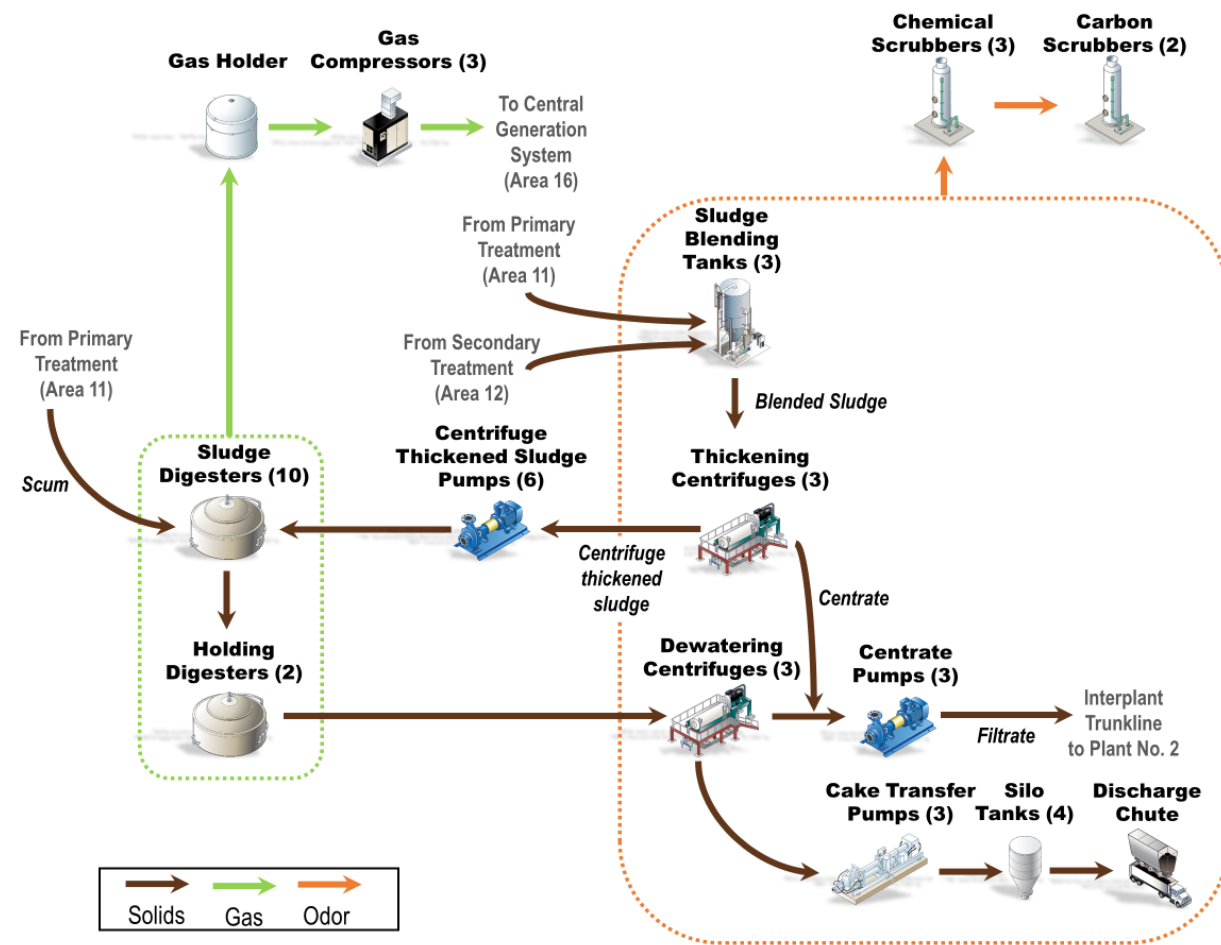 Gas Holder
Gas
Compressors (3)
To Central
Generation
System
(Area 16)
Chemical
Scrubbers (3)
Carbon
Scrubbers (2)
From Primary
Treatment
(Area 11)
Sludge
Blending
Tanks (3)
From Primary
Treatment
(Area 11)
From Secondary
Treatment
(Area 12)
Blended Sludge
Scum
Sludge
Digesters (10)
Centrifuge
Thickened Sludge
Pumps (6)
Thickening
Centrifuges (3)
Centrifuge
thickened
sludge
Centrate
Holding
Digesters (2)
Dewatering
Centrifuges (3)
Centrate
Pumps (3)
Filtrate
Interplant
Trunkline
to Plant No. 2
Cake Transfer
Pumps (3)
Silo
Tanks (4)
Discharge
Chute
Solids
Gas
Odor